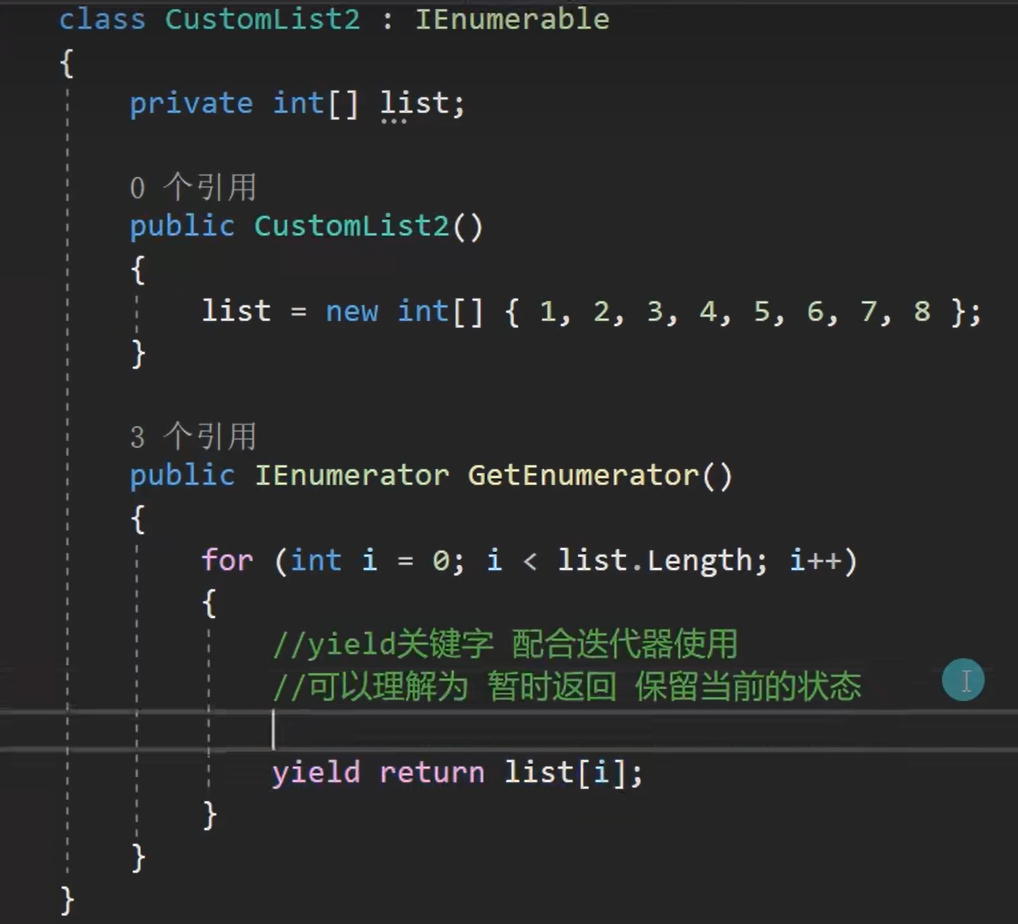 class CustomList2 : IEnumerable
{
private int[] list;
0 个引用
public CustomList2()
{
list = new int[] { 1, 2, 3, 4, 5, 6, 7, 8 };
}
3 个引用
public IEnumerator GetEnumerator()
{
for (int i = 0; i < list.Length; i++)
{
//yield关键字 配合迭代器使用
//可以理解为 暂时返回 保留当前的状态
yield return list[i];
}
}
}